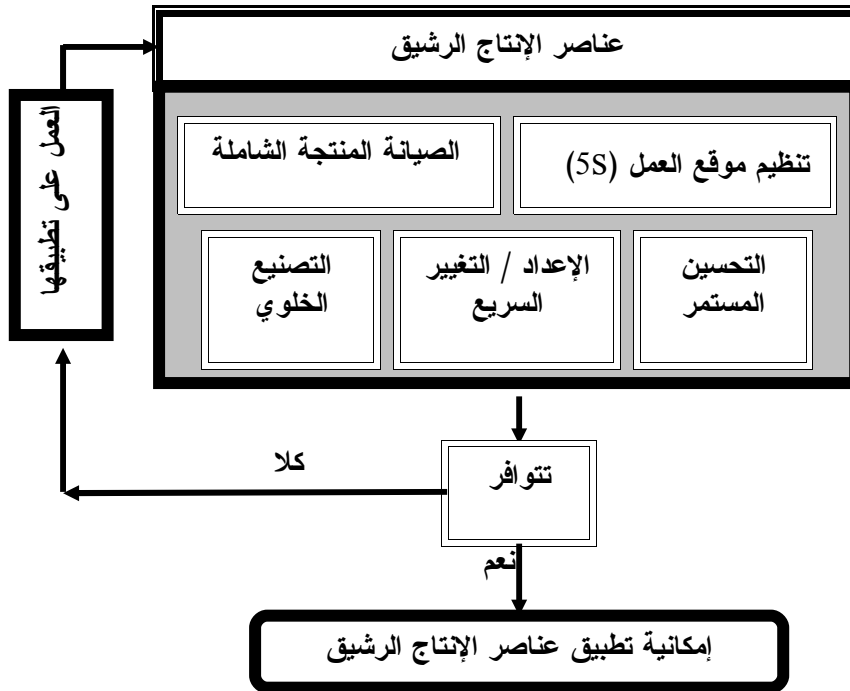 عناصر الإنتاج الرشيق
تنظيم موقع العمل (5S)
الصيانة المنتجة الشاملة
التحسين
المستمر
الإعداد / التغيير
السريع
التصنيع
الخلوي
العمل على تطبيقها
تتوافر
كلا
نعم
إمكانية تطبيق عناصر الإنتاج الرشيق